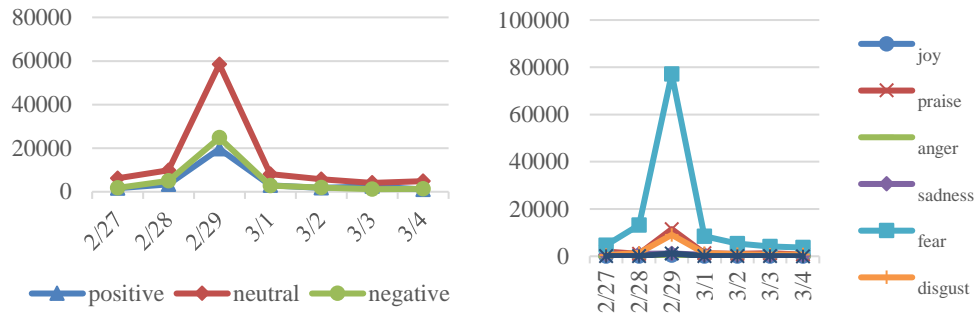 80000
60000
40000
20000
0
2/27
2/28
2/29
3/1
3/2
3/3
3/4
positive
neutral
negative
100000
80000
60000
40000
20000
0
2/27
2/28
2/29
3/1
3/2
3/3
3/4
joy
praise
anger
sadness
fear
disgust